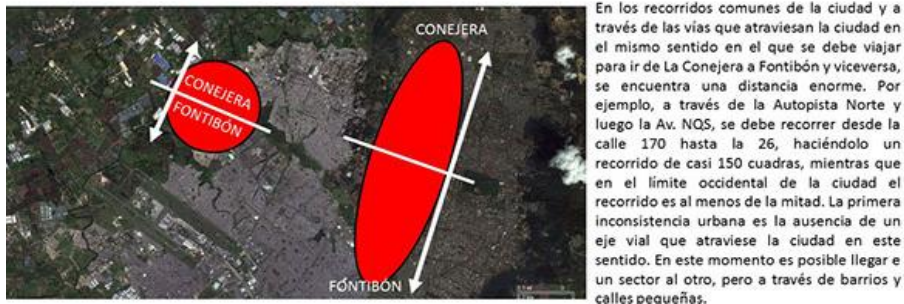 CONEJERA
FONTIBÓN
CONEJERA
FONTIBÓN
En los recorridos comunes de la ciudad y a
través de las vías que atraviesan la ciudad en
el mismo sentido en el que se debe viajar
para ir de La Conejera a Fontibón y viceversa,
se encuentra una distancia enorme. Por
ejemplo, a través de la Autopista Norte y
luego la Av. NQS, se debe recorrer desde la
calle 170 hasta la 26, haciéndolo un
recorrido de casi 150 cuadras, mientras que
en el límite occidental de la ciudad el
recorrido es al menos de la mitad. La primera
inconsistencia urbana es la ausencia de un
eje vial que atraviese la ciudad en este
sentido. En este momento es posible llegar e
un sector al otro, pero a través de barrios y
calles pequeñas.